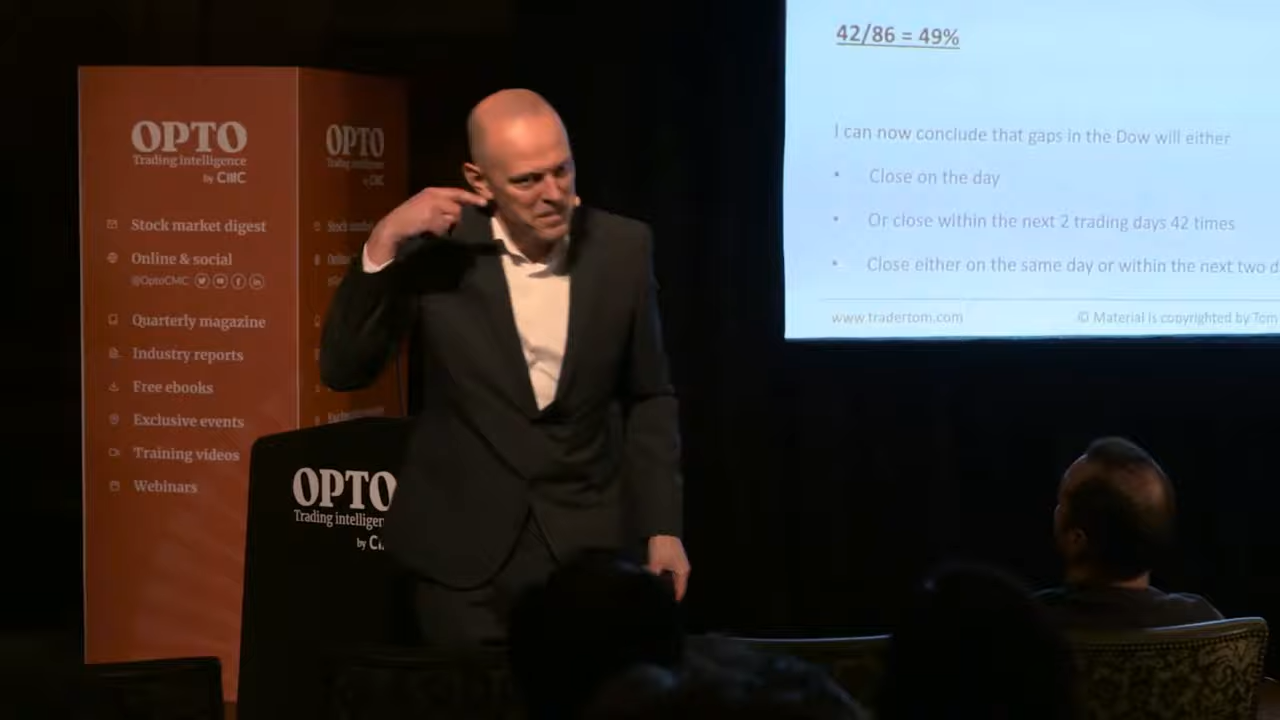 OPTO
Trading intelligence
by CMC
Stock market digest
Online & social
@OptoCMC
Quarterly magazine
Industry reports
Free ebooks
Exclusive events
Training videos
Webinars
OPTO
Trading intelligence
by CMC
OPTO
Trading intelligen
by C
42/86 = 49%
I can now conclude that gaps in the Dow will either
• Close on the day
• Or close within the next 2 trading days 42 times
• Close either on the same day or within the next two d
www.tradertom.com
© Material is copyrighted by Tom